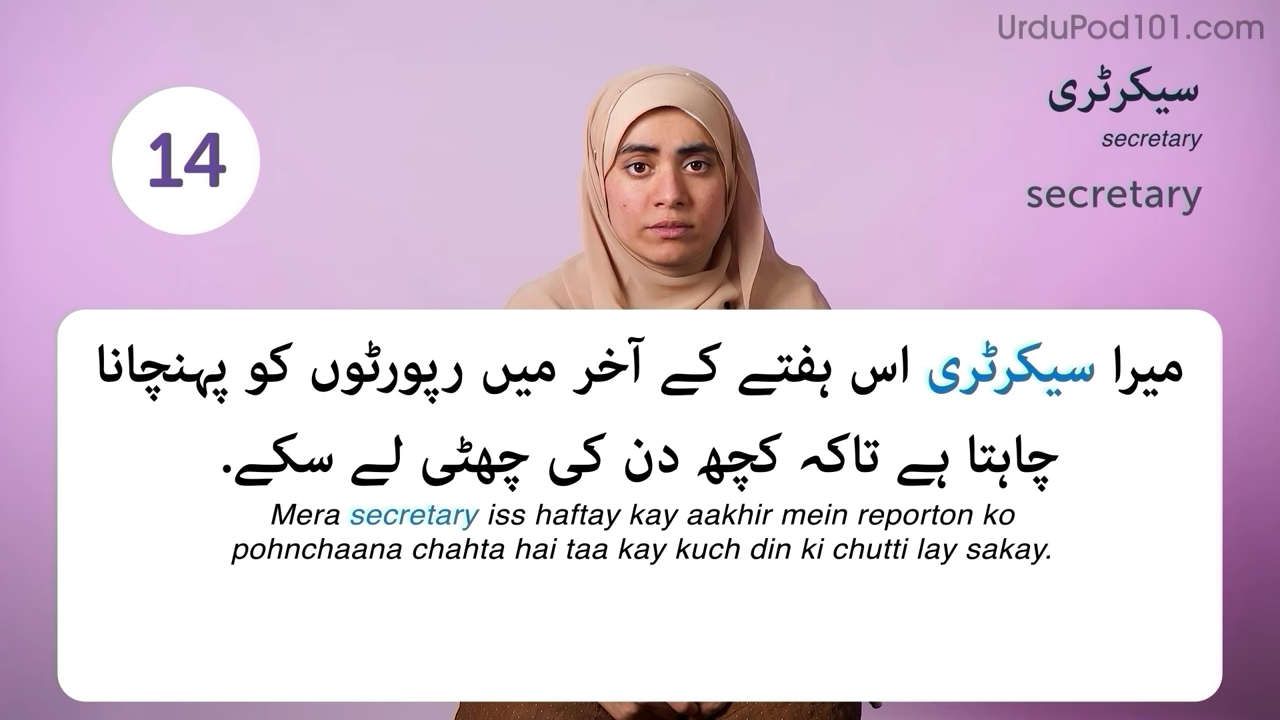 UrduPod101.com
14
سیکرٹری
secretary
secretary
میرا سیکرٹری اس ہفتے کے آخر میں رپورٹوں کو پہنچانا
چاہتا ہے تاکہ کچھ دن کی چھٹی لے سکے.
Mera secretary iss haftay kay aakhir mein reporton ko
pohnchaana chahta hai taa kay kuch din ki chutti lay sakay.